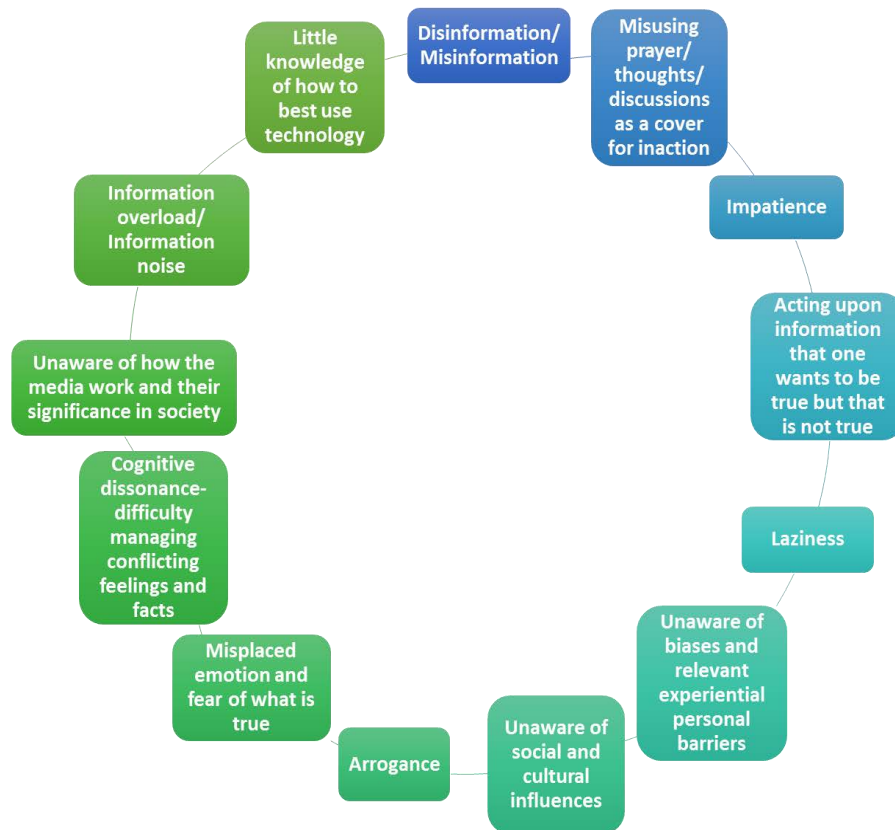 Disinformation/
Misinformation
Misusing
prayer/
thoughts/
discussions
as a cover
for inaction
Impatience
Acting upon
information
that one
wants to be
true but that
is not true
Laziness
Unaware of
biases and
relevant
experiential
personal
barriers
Unaware of
social and
cultural
influences
Arrogance
Misplaced
emotion and
fear of what is
true
Cognitive
dissonance-
difficulty
managing
conflicting
feelings and
facts
Unaware of how the
media work and their
significance in society
Information
overload/
Information
noise
Little
knowledge
of how to
best use
technology